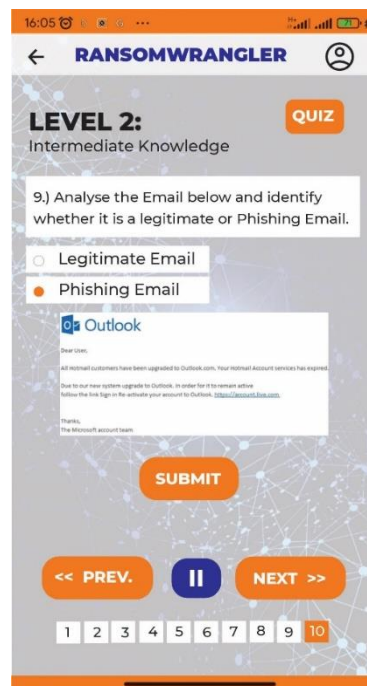 16:05
71
RANSOMWRANGLER
LEVEL 2:
QUIZ
Intermediate Knowledge
9.) Analyse the Email below and identify
whether it is a legitimate or Phishing Email.
Legitimate Email
Phishing Email
Outlook
Dear User,
All Hotmail customers have been upgraded to Outlook.com. Your Hotmail Account services has expired.
Due to our new system upgrade to Outlook. In order for it to remain active
follow the link Sign in Re-activate your account to Outlook. https://account.live.com
Thanks,
The Microsoft account team
SUBMIT
<< PREV.
NEXT >>
1 2 3 4 5 6 7 8 9 10